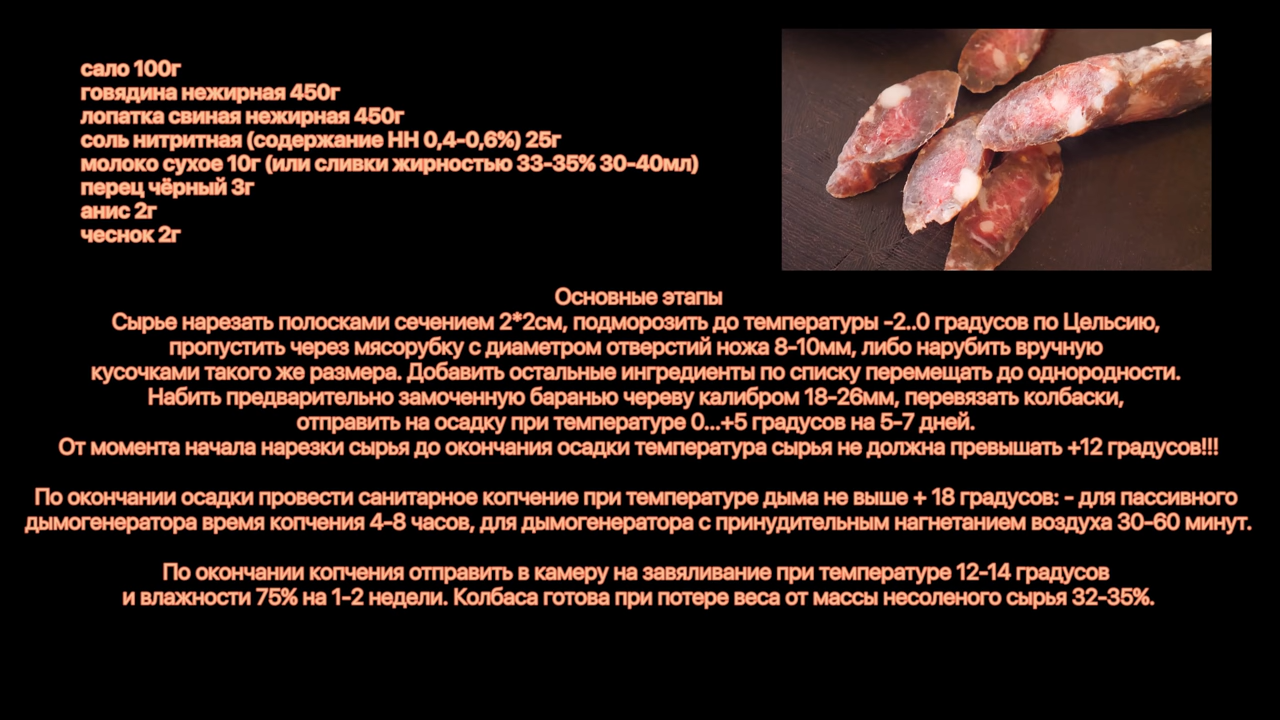 сало 100г
говядина нежирная 450г
лопатка свиная нежирная 450г
соль нитритная (содержание НН 0,4-0,6%) 25г
молоко сухое 10г (или сливки жирностью 33-35% 30-40мл)
перец чёрный 3г
анис 2г
чеснок 2г
Основные этапы
Сырье нарезать полосками сечением 2*2см, подморозить до температуры -2..0 градусов по Цельсию,
пропустить через мясорубку с диаметром отверстий ножа 8-10мм, либо нарубить вручную
кусочками такого же размера. Добавить остальные ингредиенты по списку перемещать до однородности.
Набить предварительно замоченную баранью череву калибром 18-26мм, перевязать колбаски,
отправить на осадку при температуре 0...+5 градусов на 5-7 дней.
От момента начала нарезки сырья до окончания осадки температура сырья не должна превышать +12 градусов!!!
По окончании осадки провести санитарное копчение при температуре дыма не выше + 18 градусов: - для пассивного
дымогенератора время копчения 4-8 часов, для дымогенератора с принудительным нагнетанием воздуха 30-60 минут.
По окончании копчения отправить в камеру на завяливание при температуре 12-14 градусов
и влажности 75% на 1-2 недели. Колбаса готова при потере веса от массы несоленого сырья 32-35%.